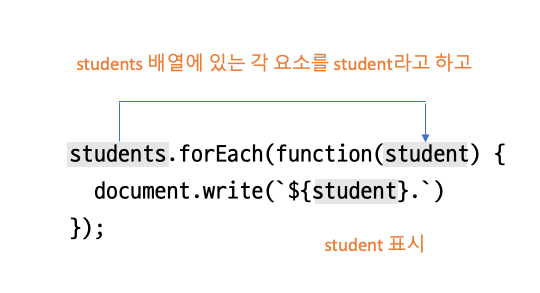 students 배열에 있는 각 요소를 student라고 하고
students.forEach(function(student) {
document.write(`${student}.`)
});
student 표시